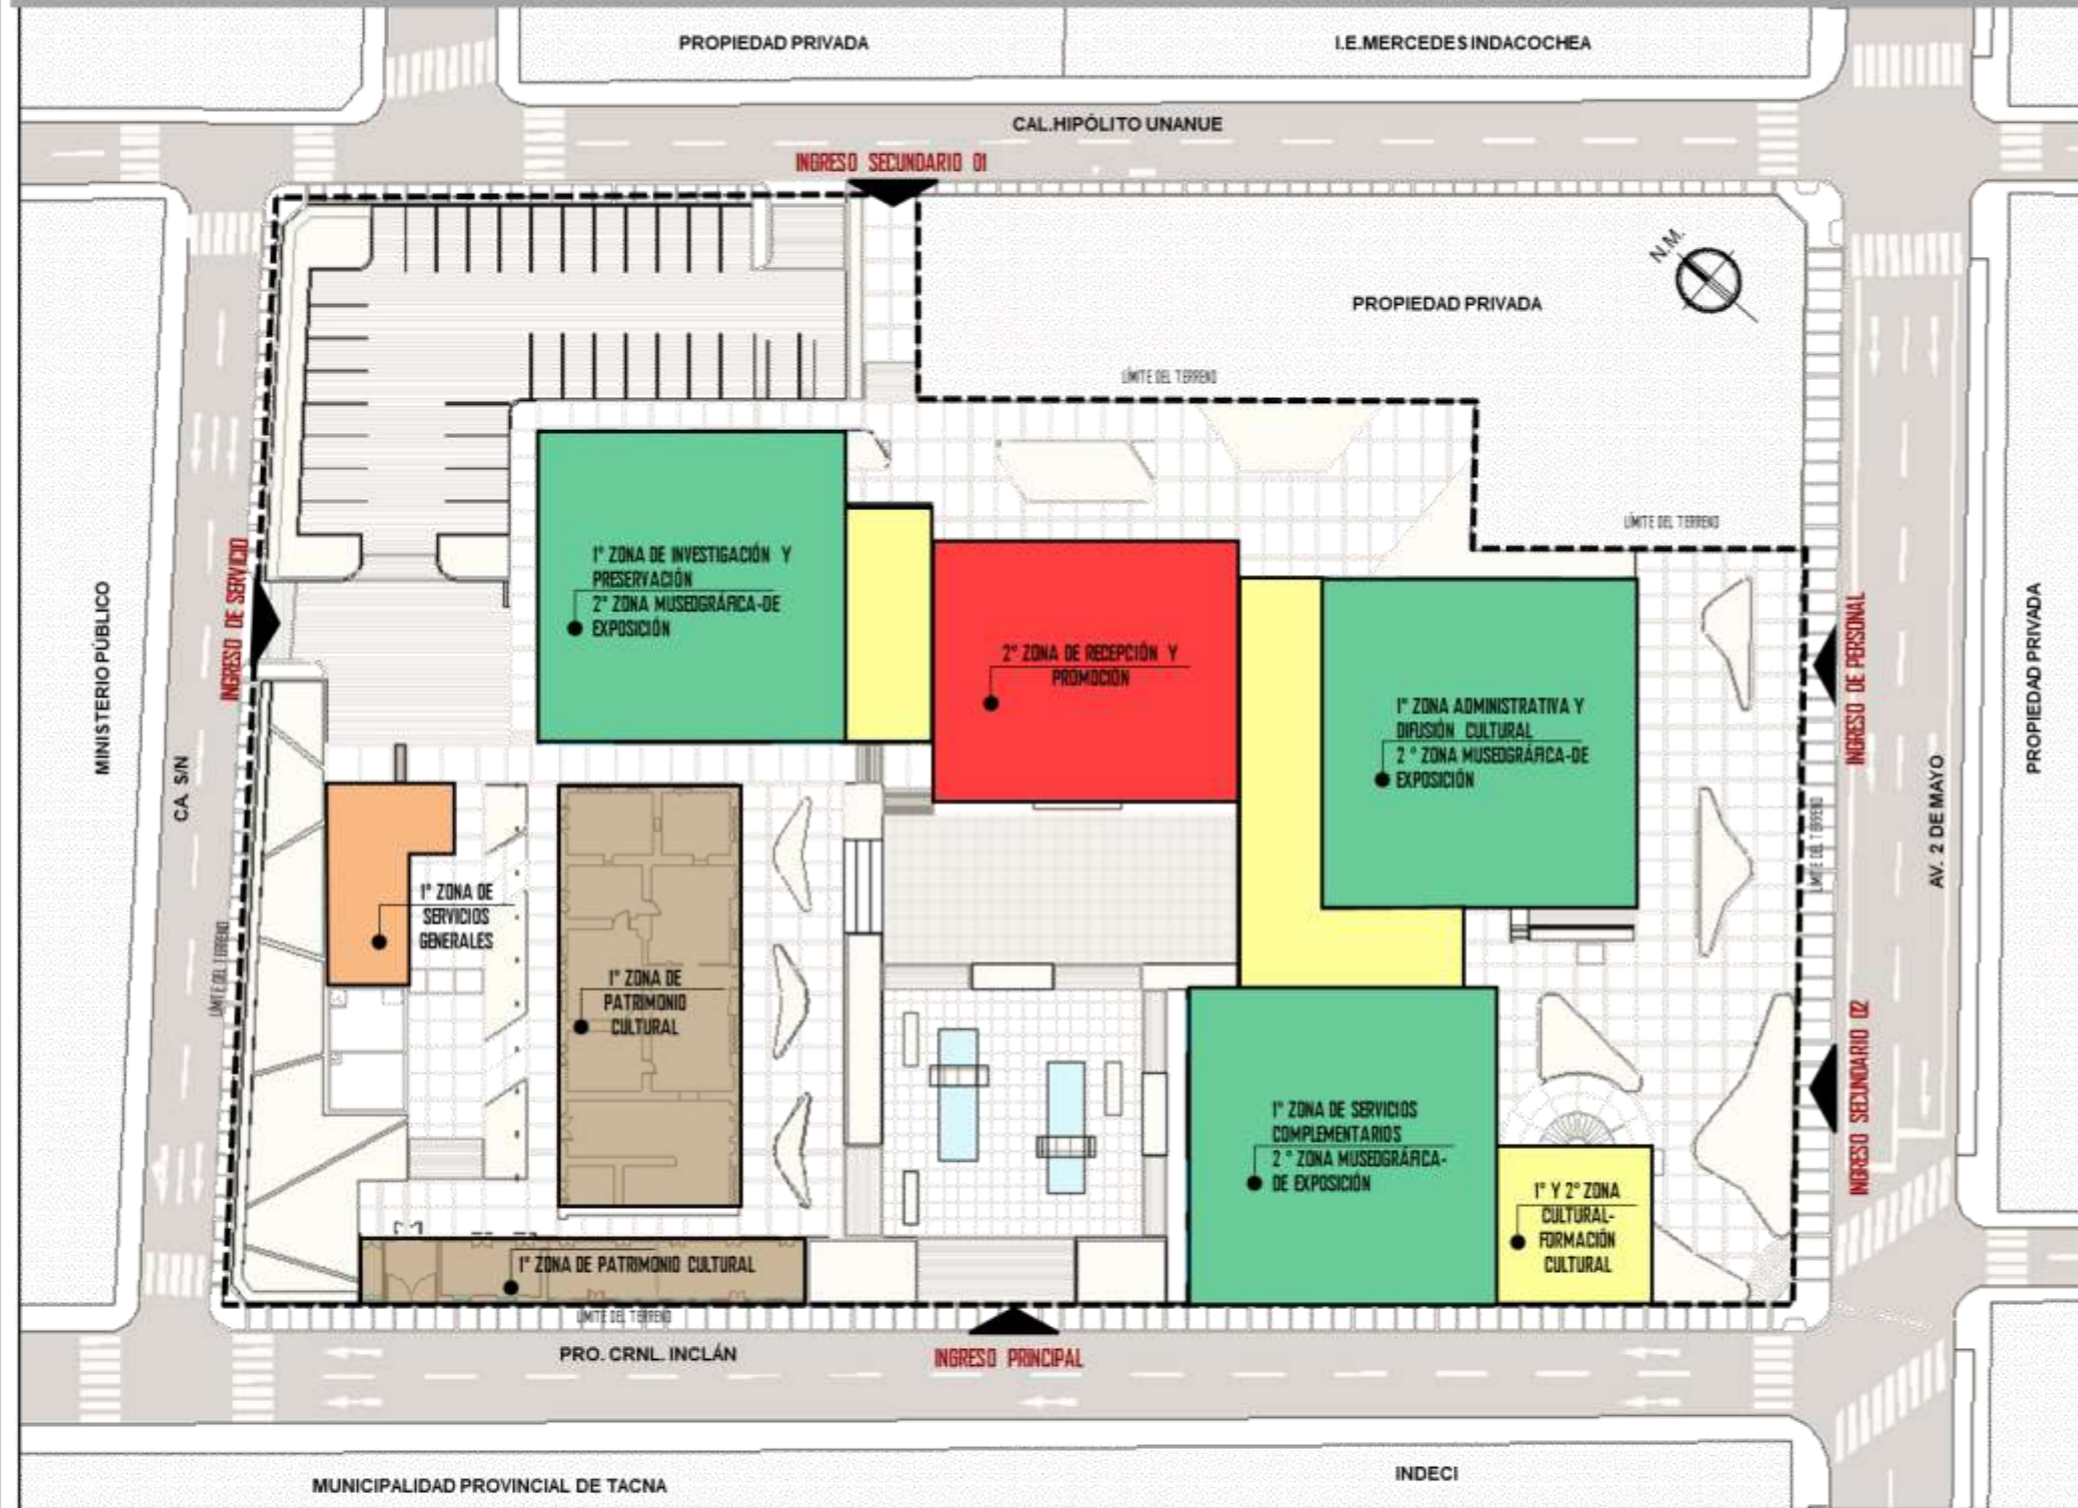 PROPIEDAD PRIVADA
I.E.MERCEDES INDACOCHEA
CAL.HIPÓLITO UNANUE
INGRESO SECUNDARIO 01
N.M.
PROPIEDAD PRIVADA
LÍMITE DEL TERRENO
LÍMITE DEL TERRENO
1° ZONA DE INVESTIGACIÓN Y
PRESERVACIÓN
2° ZONA MUSEOGRÁFICA-DE
EXPOSICIÓN
2° ZONA DE RECEPCIÓN Y
PROMOCIÓN
1° ZONA ADMINISTRATIVA Y
DIFUSIÓN CULTURAL
2 ° ZONA MUSEOGRÁFICA-DE
EXPOSICIÓN
INGRESO DE SERVICIO
MINISTERIO PÚBLICO
CA. S/N
INGRESO DE PERSONAL
PROPIEDAD PRIVADA
AV. 2 DE MAYO
LÍMITE DEL TERRENO
1° ZONA DE
SERVICIOS
GENERALES
LÍMITE DEL TERRENO
1° ZONA DE
PATRIMONIO
CULTURAL
INGRESO SECUNDARIO 02
1° ZONA DE SERVICIOS
COMPLEMENTARIOS
2 ° ZONA MUSEOGRÁFICA-
DE EXPOSICIÓN
1° Y 2° ZONA
CULTURAL-
FORMACIÓN
CULTURAL
1° ZONA DE PATRIMONIO CULTURAL
LÍMITE DEL TERRENO
PRO. CRNL. INCLÁN
INGRESO PRINCIPAL
MUNICIPALIDAD PROVINCIAL DE TACNA
INDECI